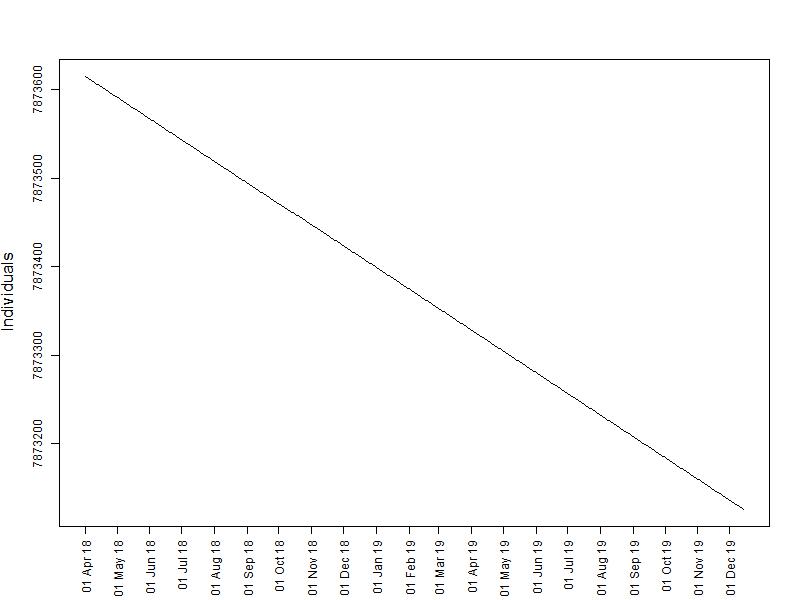 Individuals
7873600
7873500
7873400
7873300
7873200
01 Apr 18
01 May 18
01 Jun 18
01 Jul 18
01 Aug 18
01 Sep 18
01 Oct 18
01 Nov 18
01 Dec 18
01 Jan 19
01 Feb 19
01 Mar 19
01 Apr 19
01 May 19
01 Jun 19
01 Jul 19
01 Aug 19
01 Sep 19
01 Oct 19
01 Nov 19
01 Dec 19